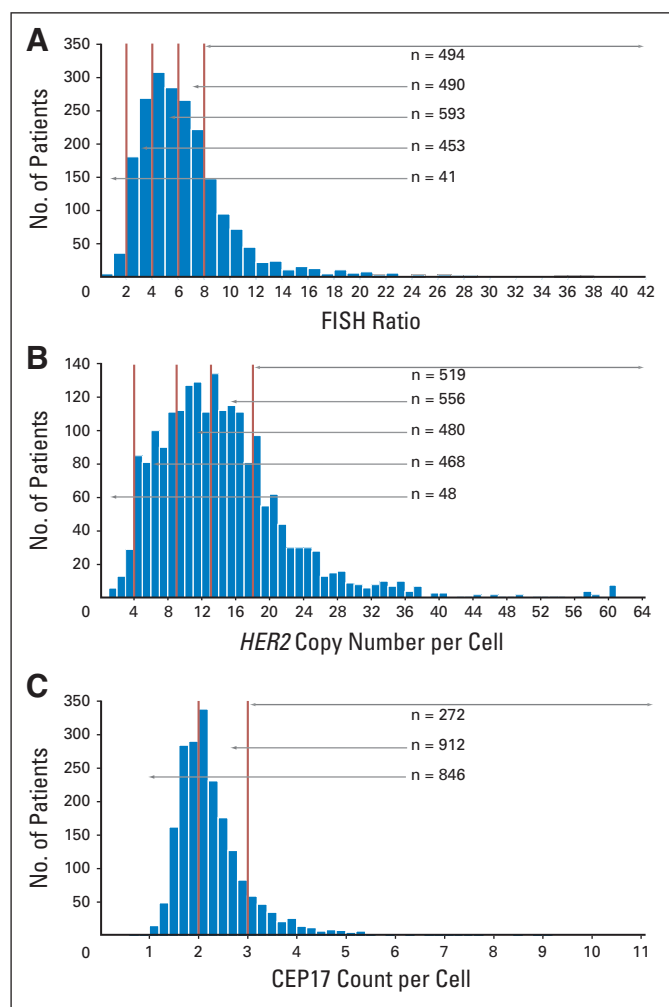 A
350
300
250
200
150
100
50
0
No. of Patients
n = 494
n = 490
n = 593
n = 453
n = 41
2 4 6 8 10 12 14 16 18 20 22 24 26 28 30 32 34 36 38 40 42
FISH Ratio
B
140
120
100
80
60
40
20
0
No. of Patients
n = 519
n = 556
n = 480
n = 468
n = 48
4 8 12 16 20 24 28 32 36 40 44 48 52 56 60 64
HER2 Copy Number per Cell
C
350
300
250
200
150
100
50
0
No. of Patients
n = 272
n = 912
n = 846
1 2 3 4 5 6 7 8 9 10 11
CEP17 Count per Cell